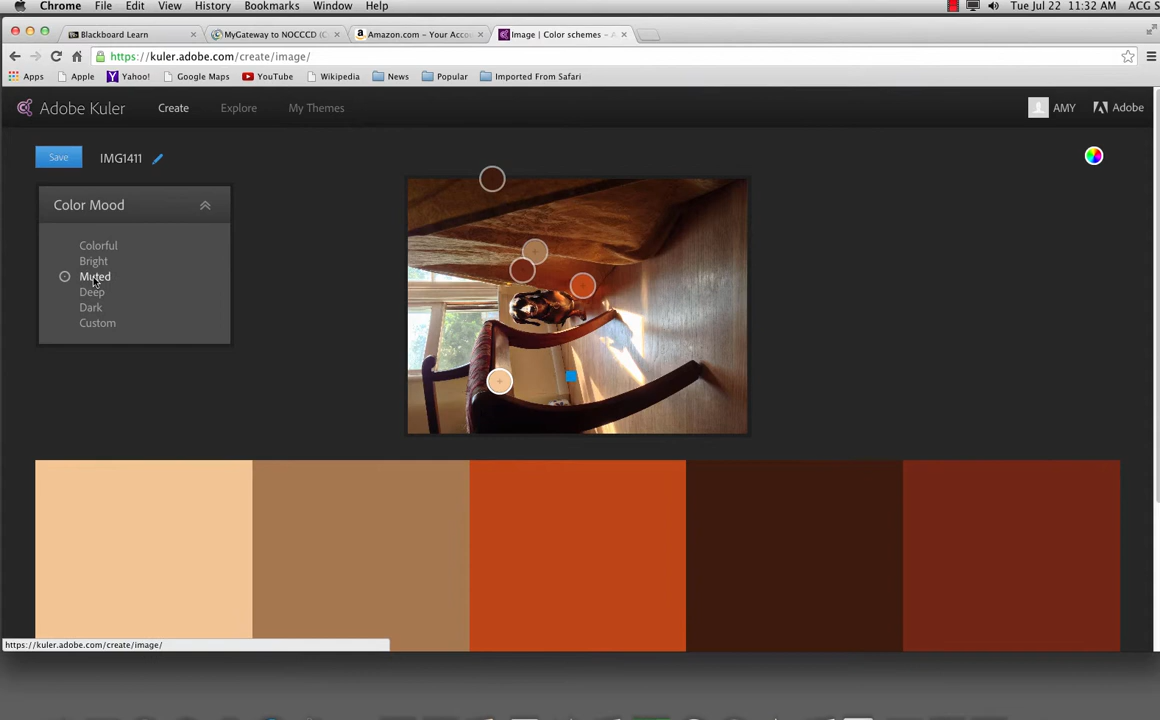 Chrome File Edit View History Bookmarks Window Help Tue Jul 22 11:32 AM ACG S
Blackboard Learn MyGateway to NOCCCD (C Amazon.com – Your Accou Image | Color schemes – A
https://kuler.adobe.com/create/image/
Apps Apple Yahoo! Google Maps YouTube Wikipedia News Popular Imported From Safari
Adobe Kuler Create Explore My Themes AMY Adobe
Save IMG1411
Color Mood
Colorful
Bright
Muted
Deep
Dark
Custom
https://kuler.adobe.com/create/image/